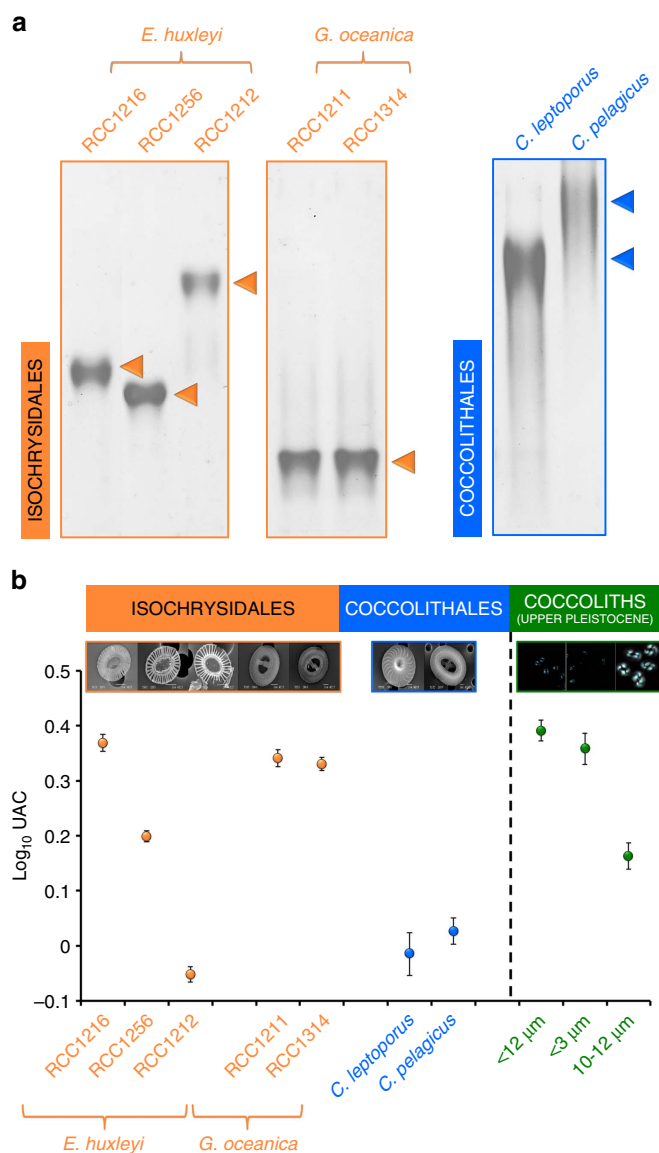 a
E. huxleyi
G. oceanica
RCC1216
RCC1256
RCC1212
RCC1211
RCC1314
C. leptoporus
C. pelagicus
ISOCHRYSIDALES
COCCOLITHALES
b
ISOCHRYSIDALES
COCCOLITHALES
COCCOLITHS
(UPPER PLEISTOCENE)
0.5
0.4
0.3
0.2
0.1
0
–0.1
Log10 UAC
RCC1216
RCC1256
RCC1212
RCC1211
RCC1314
C. leptoporus
C. pelagicus
<12 µm
<3 µm
10-12 µm
E. huxleyi
G. oceanica